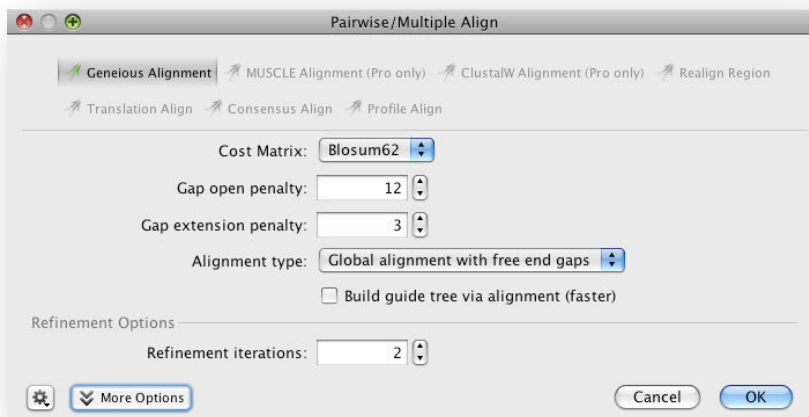 Pairwise/Multiple Align
Geneious Alignment MUSCLE Alignment (Pro only) ClustalW Alignment (Pro only) Realign Region
Translation Align Consensus Align Profile Align
Cost Matrix: Blosum62
Gap open penalty: 12
Gap extension penalty: 3
Alignment type: Global alignment with free end gaps
Build guide tree via alignment (faster)
Refinement Options
Refinement iterations: 2
More Options Cancel OK